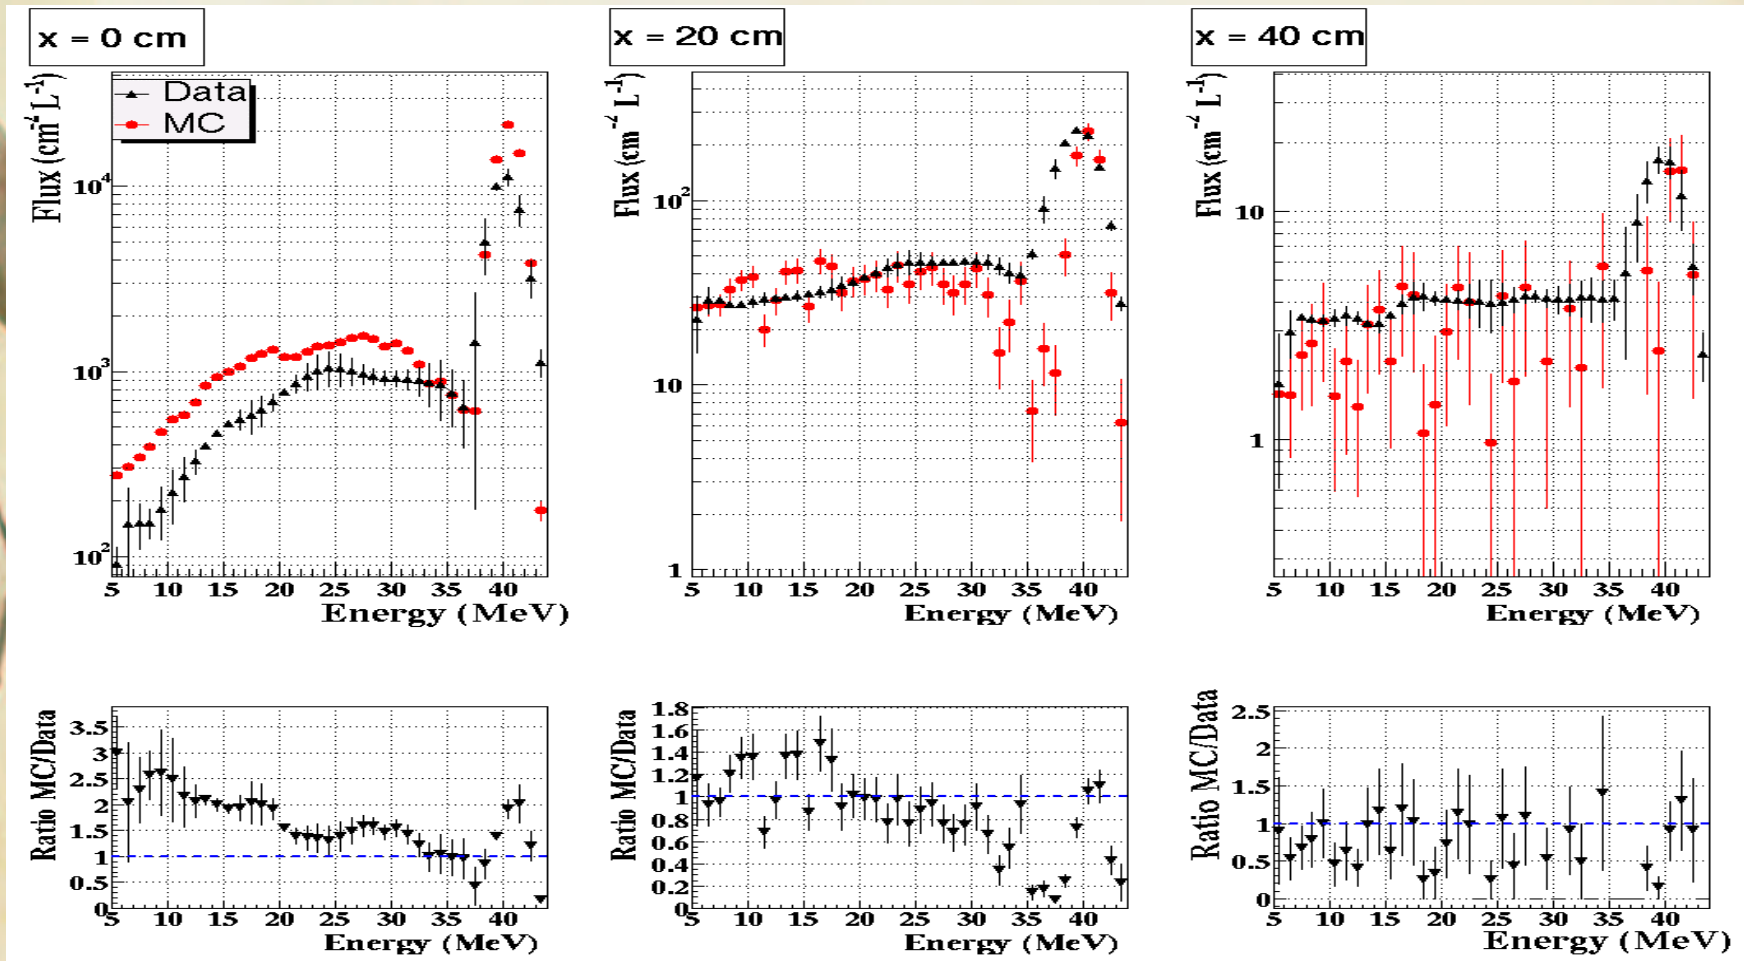 x = 0 cm
Flux (cm⁻² L⁻¹)
Data
MC
10⁴
10³
10²
5 10 15 20 25 30 35 40
Energy (MeV)
x = 20 cm
Flux (cm⁻² L⁻¹)
10²
10
1
5 10 15 20 25 30 35 40
Energy (MeV)
x = 40 cm
Flux (cm⁻² L⁻¹)
10
1
5 10 15 20 25 30 35 40
Energy (MeV)
Ratio MC/Data
3.5
3
2.5
2
1.5
1
0.5
0
5 10 15 20 25 30 35 40
Energy (MeV)
Ratio MC/Data
1.8
1.6
1.4
1.2
1
0.8
0.6
0.4
0.2
0
5 10 15 20 25 30 35 40
Energy (MeV)
Ratio MC/Data
2.5
2
1.5
1
0.5
0
5 10 15 20 25 30 35 40
Energy (MeV)